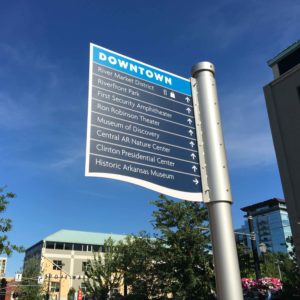 DOWNTOWN
River Market District
Riverfront Park
First Security Amphitheater
Ron Robinson Theater
Museum of Discovery
Central AR Nature Center
Clinton Presidential Center
Historic Arkansas Museum